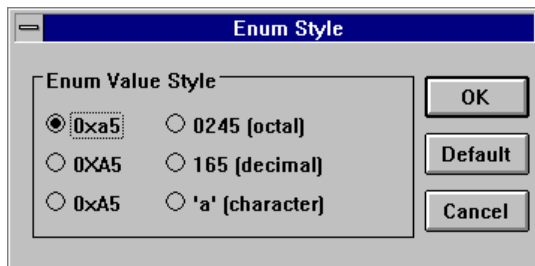 Enum Style
Enum Value Style
0xa5
0245 (octal)
0XA5
165 (decimal)
0xA5
'a' (character)
OK
Default
Cancel